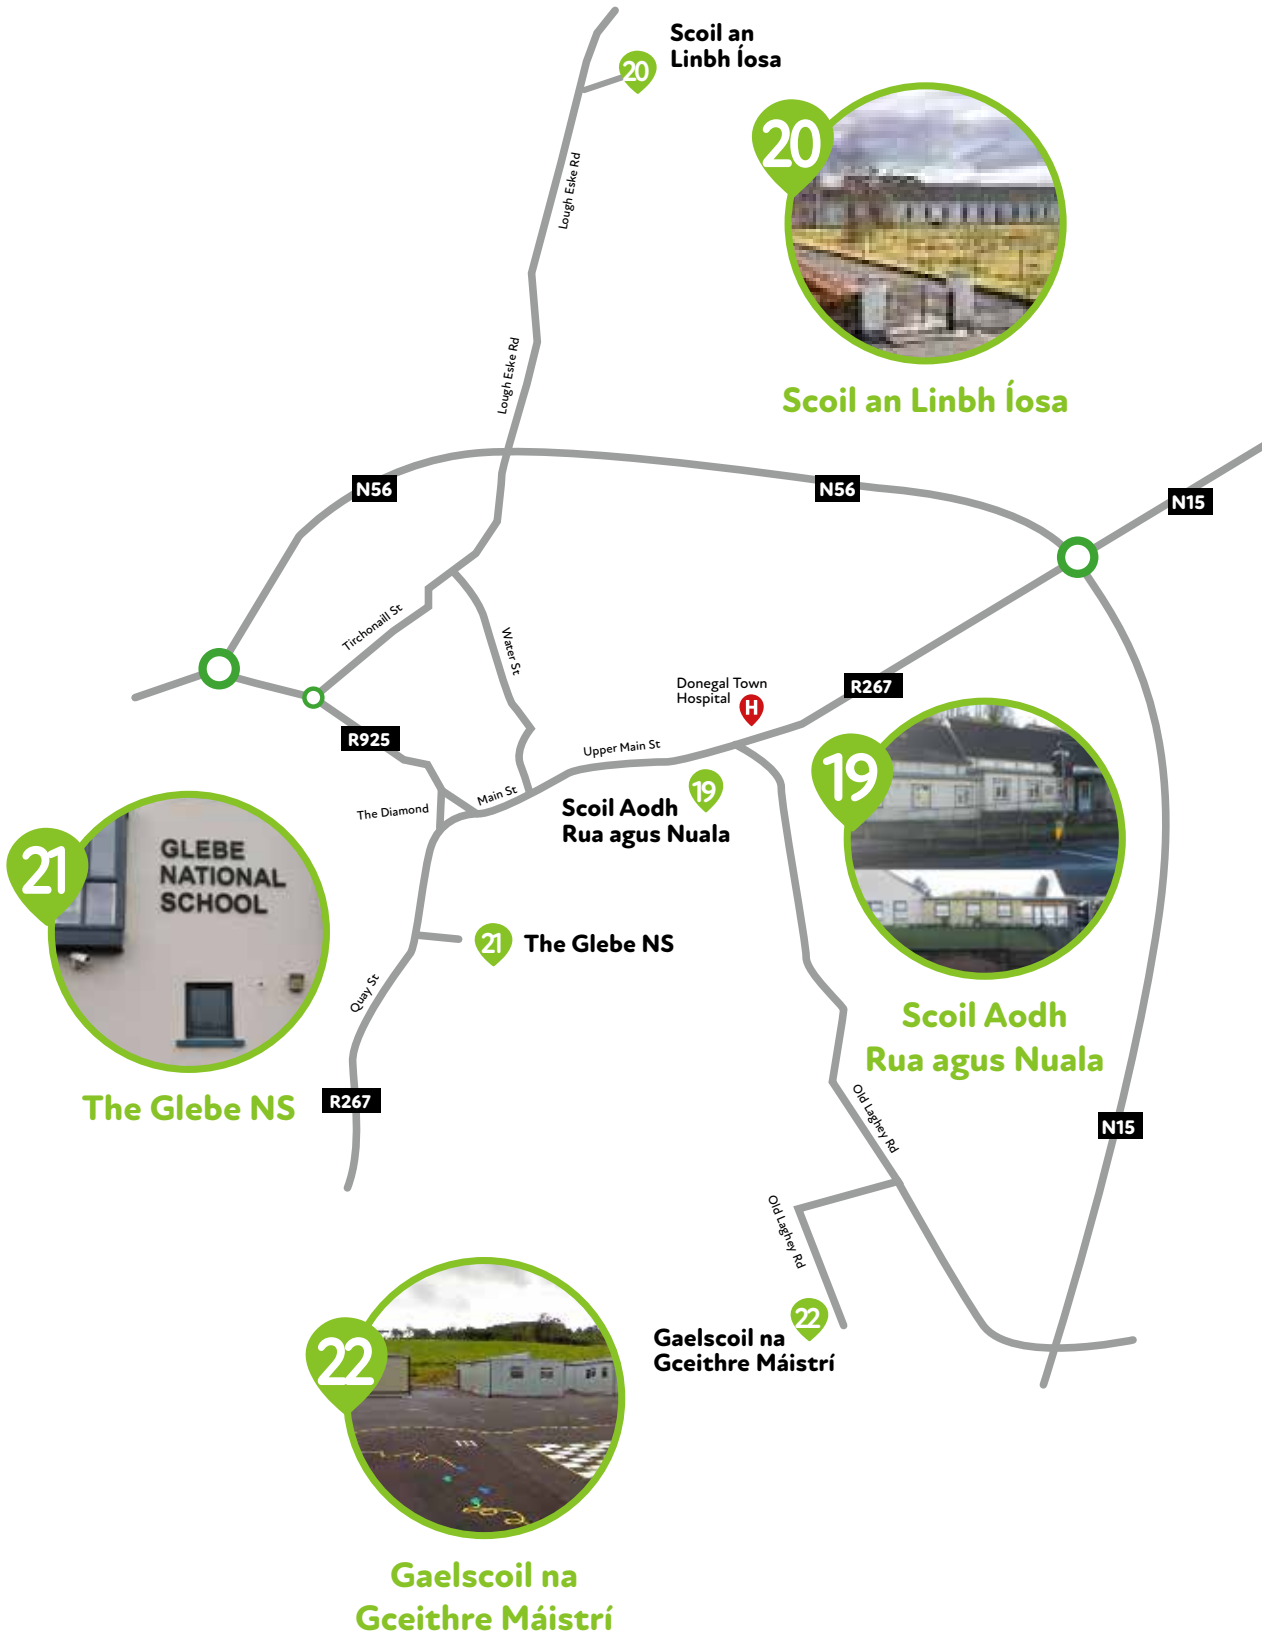 Scoil an
Linbh Íosa
20
20
Lough Eske Rd
Lough Eske Rd
Scoil an Linbh Íosa
N56
N56
N15
Tirchonaill St
Water St
Donegal Town
Hospital
H
R267
R925
Upper Main St
19
19
Main St
The Diamond
Scoil Aodh
Rua agus Nuala
21
GLEBE
NATIONAL
SCHOOL
21
The Glebe NS
Quay St
Scoil Aodh
Rua agus Nuala
The Glebe NS
R267
Old Laghey Rd
N15
Old Laghey Rd
22
Gaelscoil na
Gceithre Máistrí
22
Gaelscoil na
Gceithre Máistrí